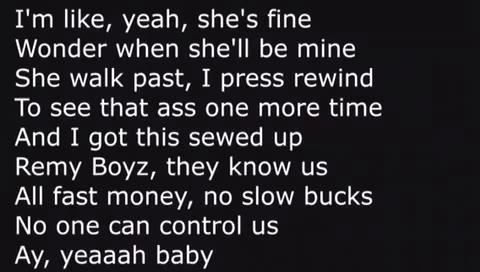 I'm like, yeah, she's fine
Wonder when she'll be mine
She walk past, I press rewind
To see that ass one more time
And I got this sewed up
Remy Boyz, they know us
All fast money, no slow bucks
No one can control us
Ay, yeaaah baby